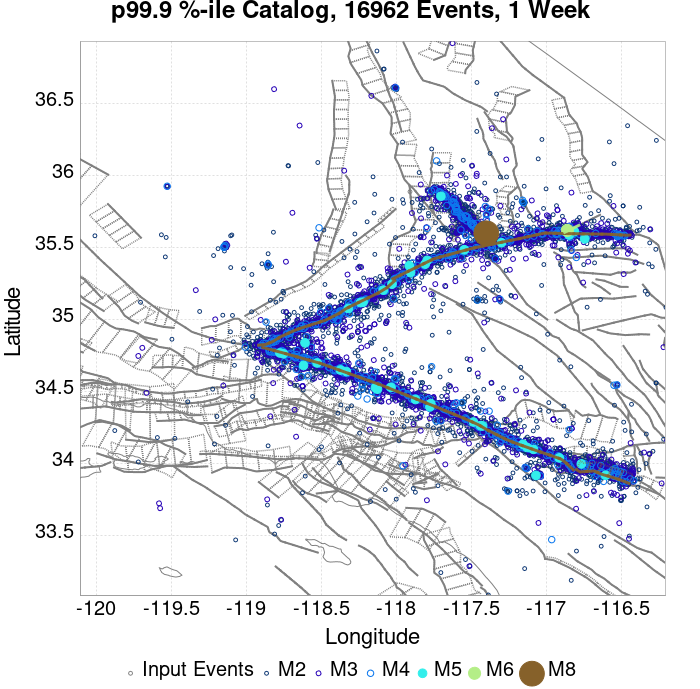 p99.9 %-ile Catalog, 16962 Events, 1 Week
36.5
36
35.5
35
34.5
34
33.5
Latitude
-120 -119.5 -119 -118.5 -118 -117.5 -117 -116.5
Longitude
Input Events M2 M3 M4 M5 M6 M8